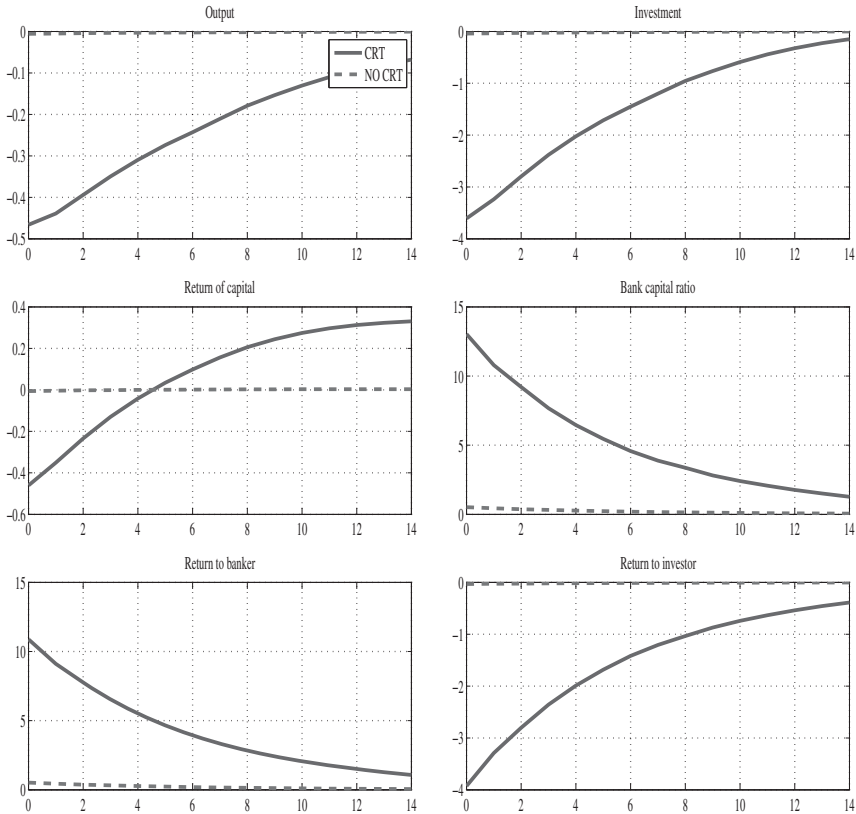 Output
0
−0.1
−0.2
−0.3
−0.4
−0.5
0 2 4 6 8 10 12 14
CRT
NO CRT
Investment
0
−1
−2
−3
−4
0 2 4 6 8 10 12 14
Return of capital
0.4
0.2
0
−0.2
−0.4
−0.6
0 2 4 6 8 10 12 14
Bank capital ratio
15
10
5
0
0 2 4 6 8 10 12 14
Return to banker
15
10
5
0
0 2 4 6 8 10 12 14
Return to investor
0
−1
−2
−3
−4
0 2 4 6 8 10 12 14